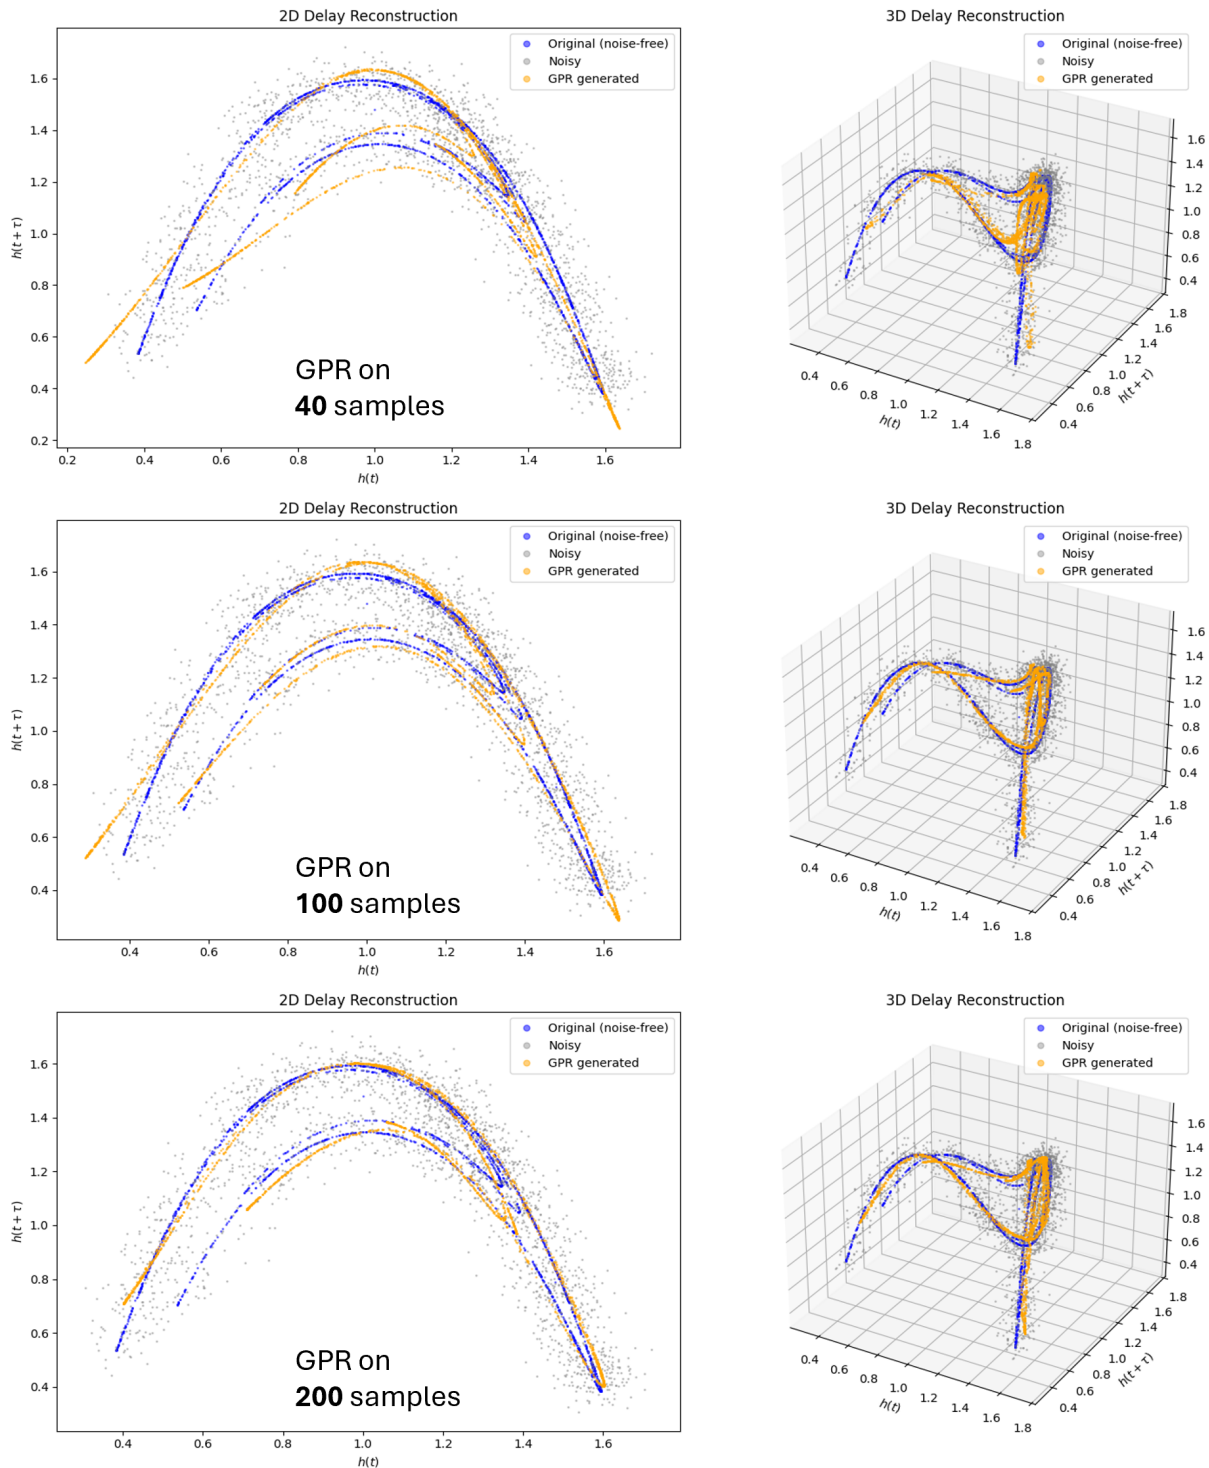 2D Delay Reconstruction
Original (noise-free)
Noisy
GPR generated
1.6
1.4
1.2
1.0
0.8
0.6
0.4
0.2
h(t + τ)
0.2 0.4 0.6 0.8 1.0 1.2 1.4 1.6
h(t)
GPR on
40 samples
3D Delay Reconstruction
Original (noise-free)
Noisy
GPR generated
1.6
1.4
1.2
1.0
0.8
0.6
0.4
0.4 0.6 0.8 1.0 1.2 1.4 1.6 1.8
h(t)
0.4 0.6 0.8 1.0 1.2 1.4 1.6 1.8
h(t + τ)
2D Delay Reconstruction
Original (noise-free)
Noisy
GPR generated
1.6
1.4
1.2
1.0
0.8
0.6
0.4
h(t + τ)
0.4 0.6 0.8 1.0 1.2 1.4 1.6
h(t)
GPR on
100 samples
3D Delay Reconstruction
Original (noise-free)
Noisy
GPR generated
1.6
1.4
1.2
1.0
0.8
0.6
0.4
0.4 0.6 0.8 1.0 1.2 1.4 1.6 1.8
h(t)
0.4 0.6 0.8 1.0 1.2 1.4 1.6 1.8
h(t + τ)
2D Delay Reconstruction
Original (noise-free)
Noisy
GPR generated
1.6
1.4
1.2
1.0
0.8
0.6
0.4
h(t + τ)
0.4 0.6 0.8 1.0 1.2 1.4 1.6
h(t)
GPR on
200 samples
3D Delay Reconstruction
Original (noise-free)
Noisy
GPR generated
1.6
1.4
1.2
1.0
0.8
0.6
0.4
0.4 0.6 0.8 1.0 1.2 1.4 1.6 1.8
h(t)
0.4 0.6 0.8 1.0 1.2 1.4 1.6 1.8
h(t + τ)